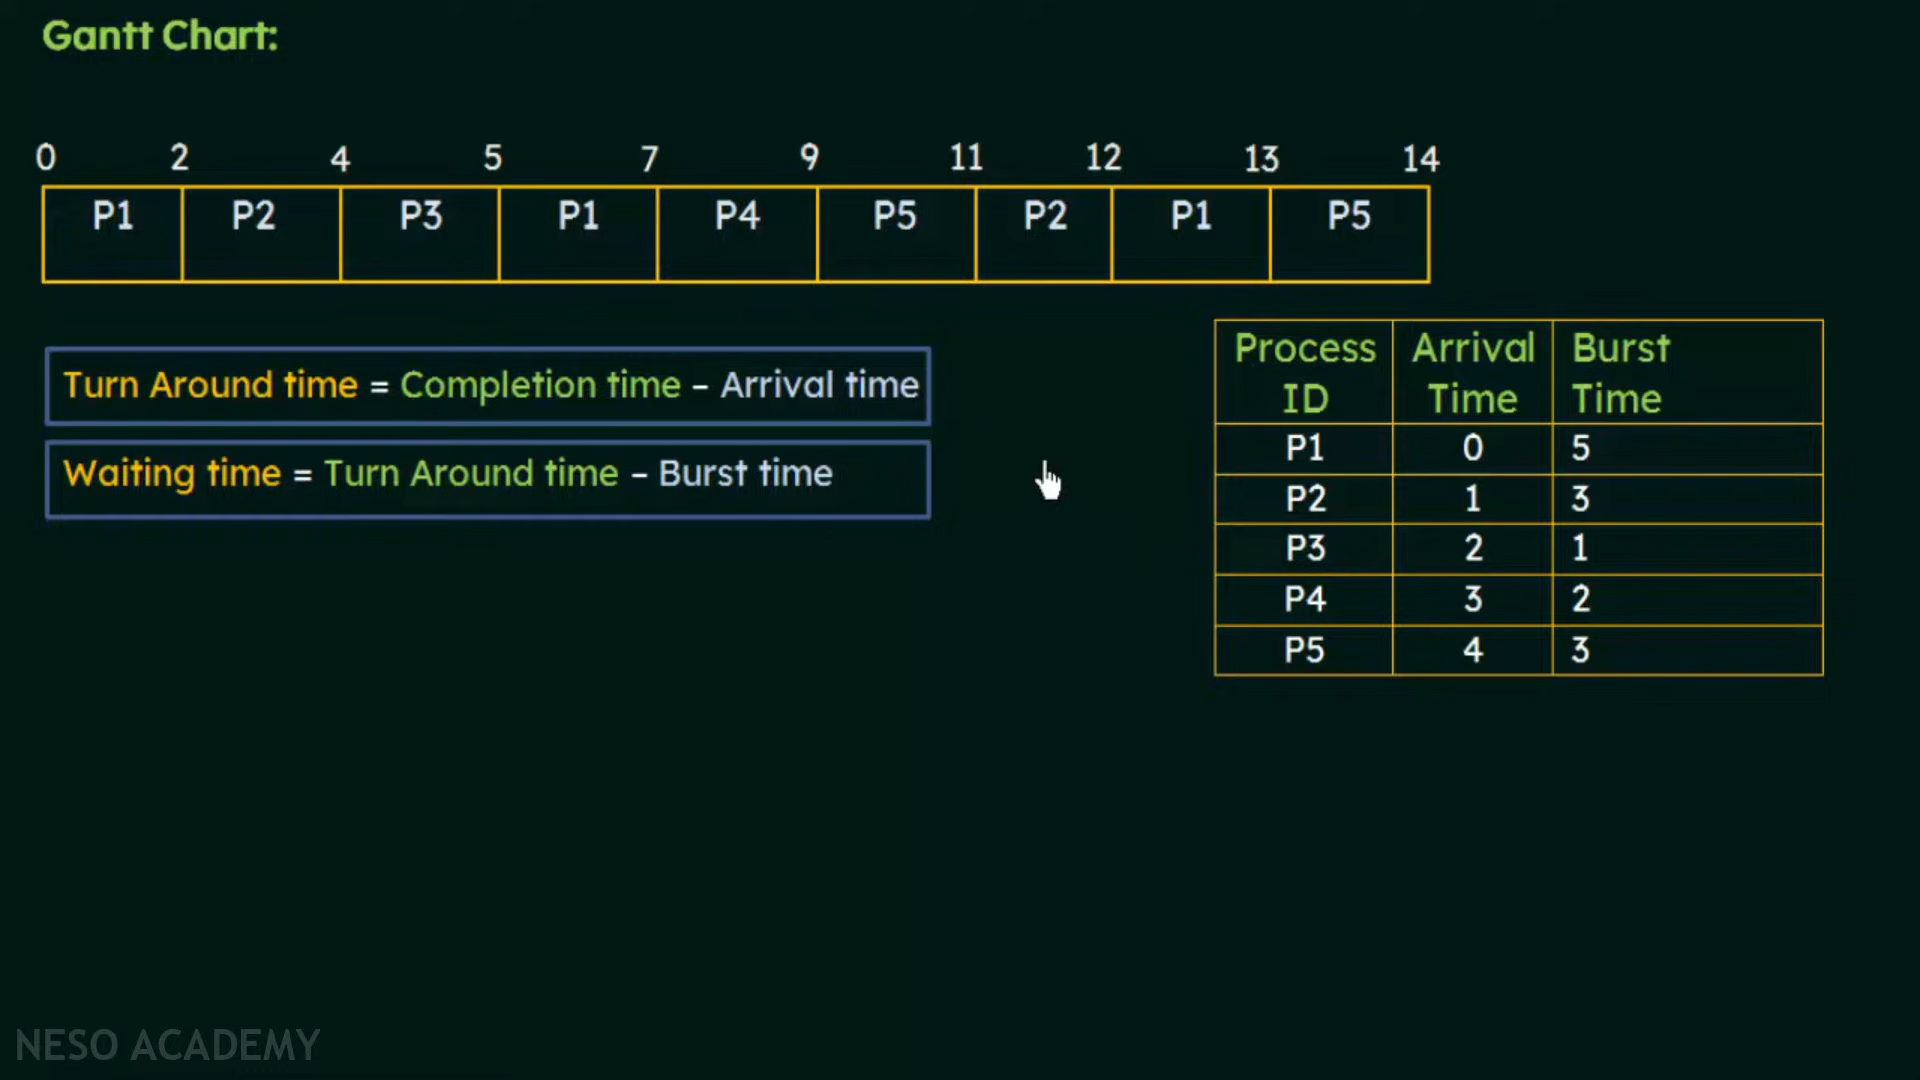 Gantt Chart:
0 2 4 5 7 9 11 12 13 14
P1 P2 P3 P1 P4 P5 P2 P1 P5
Turn Around time = Completion time – Arrival time
Waiting time = Turn Around time – Burst time
Process ID Arrival Time Burst Time
P1 0 5
P2 1 3
P3 2 1
P4 3 2
P5 4 3
NESO ACADEMY